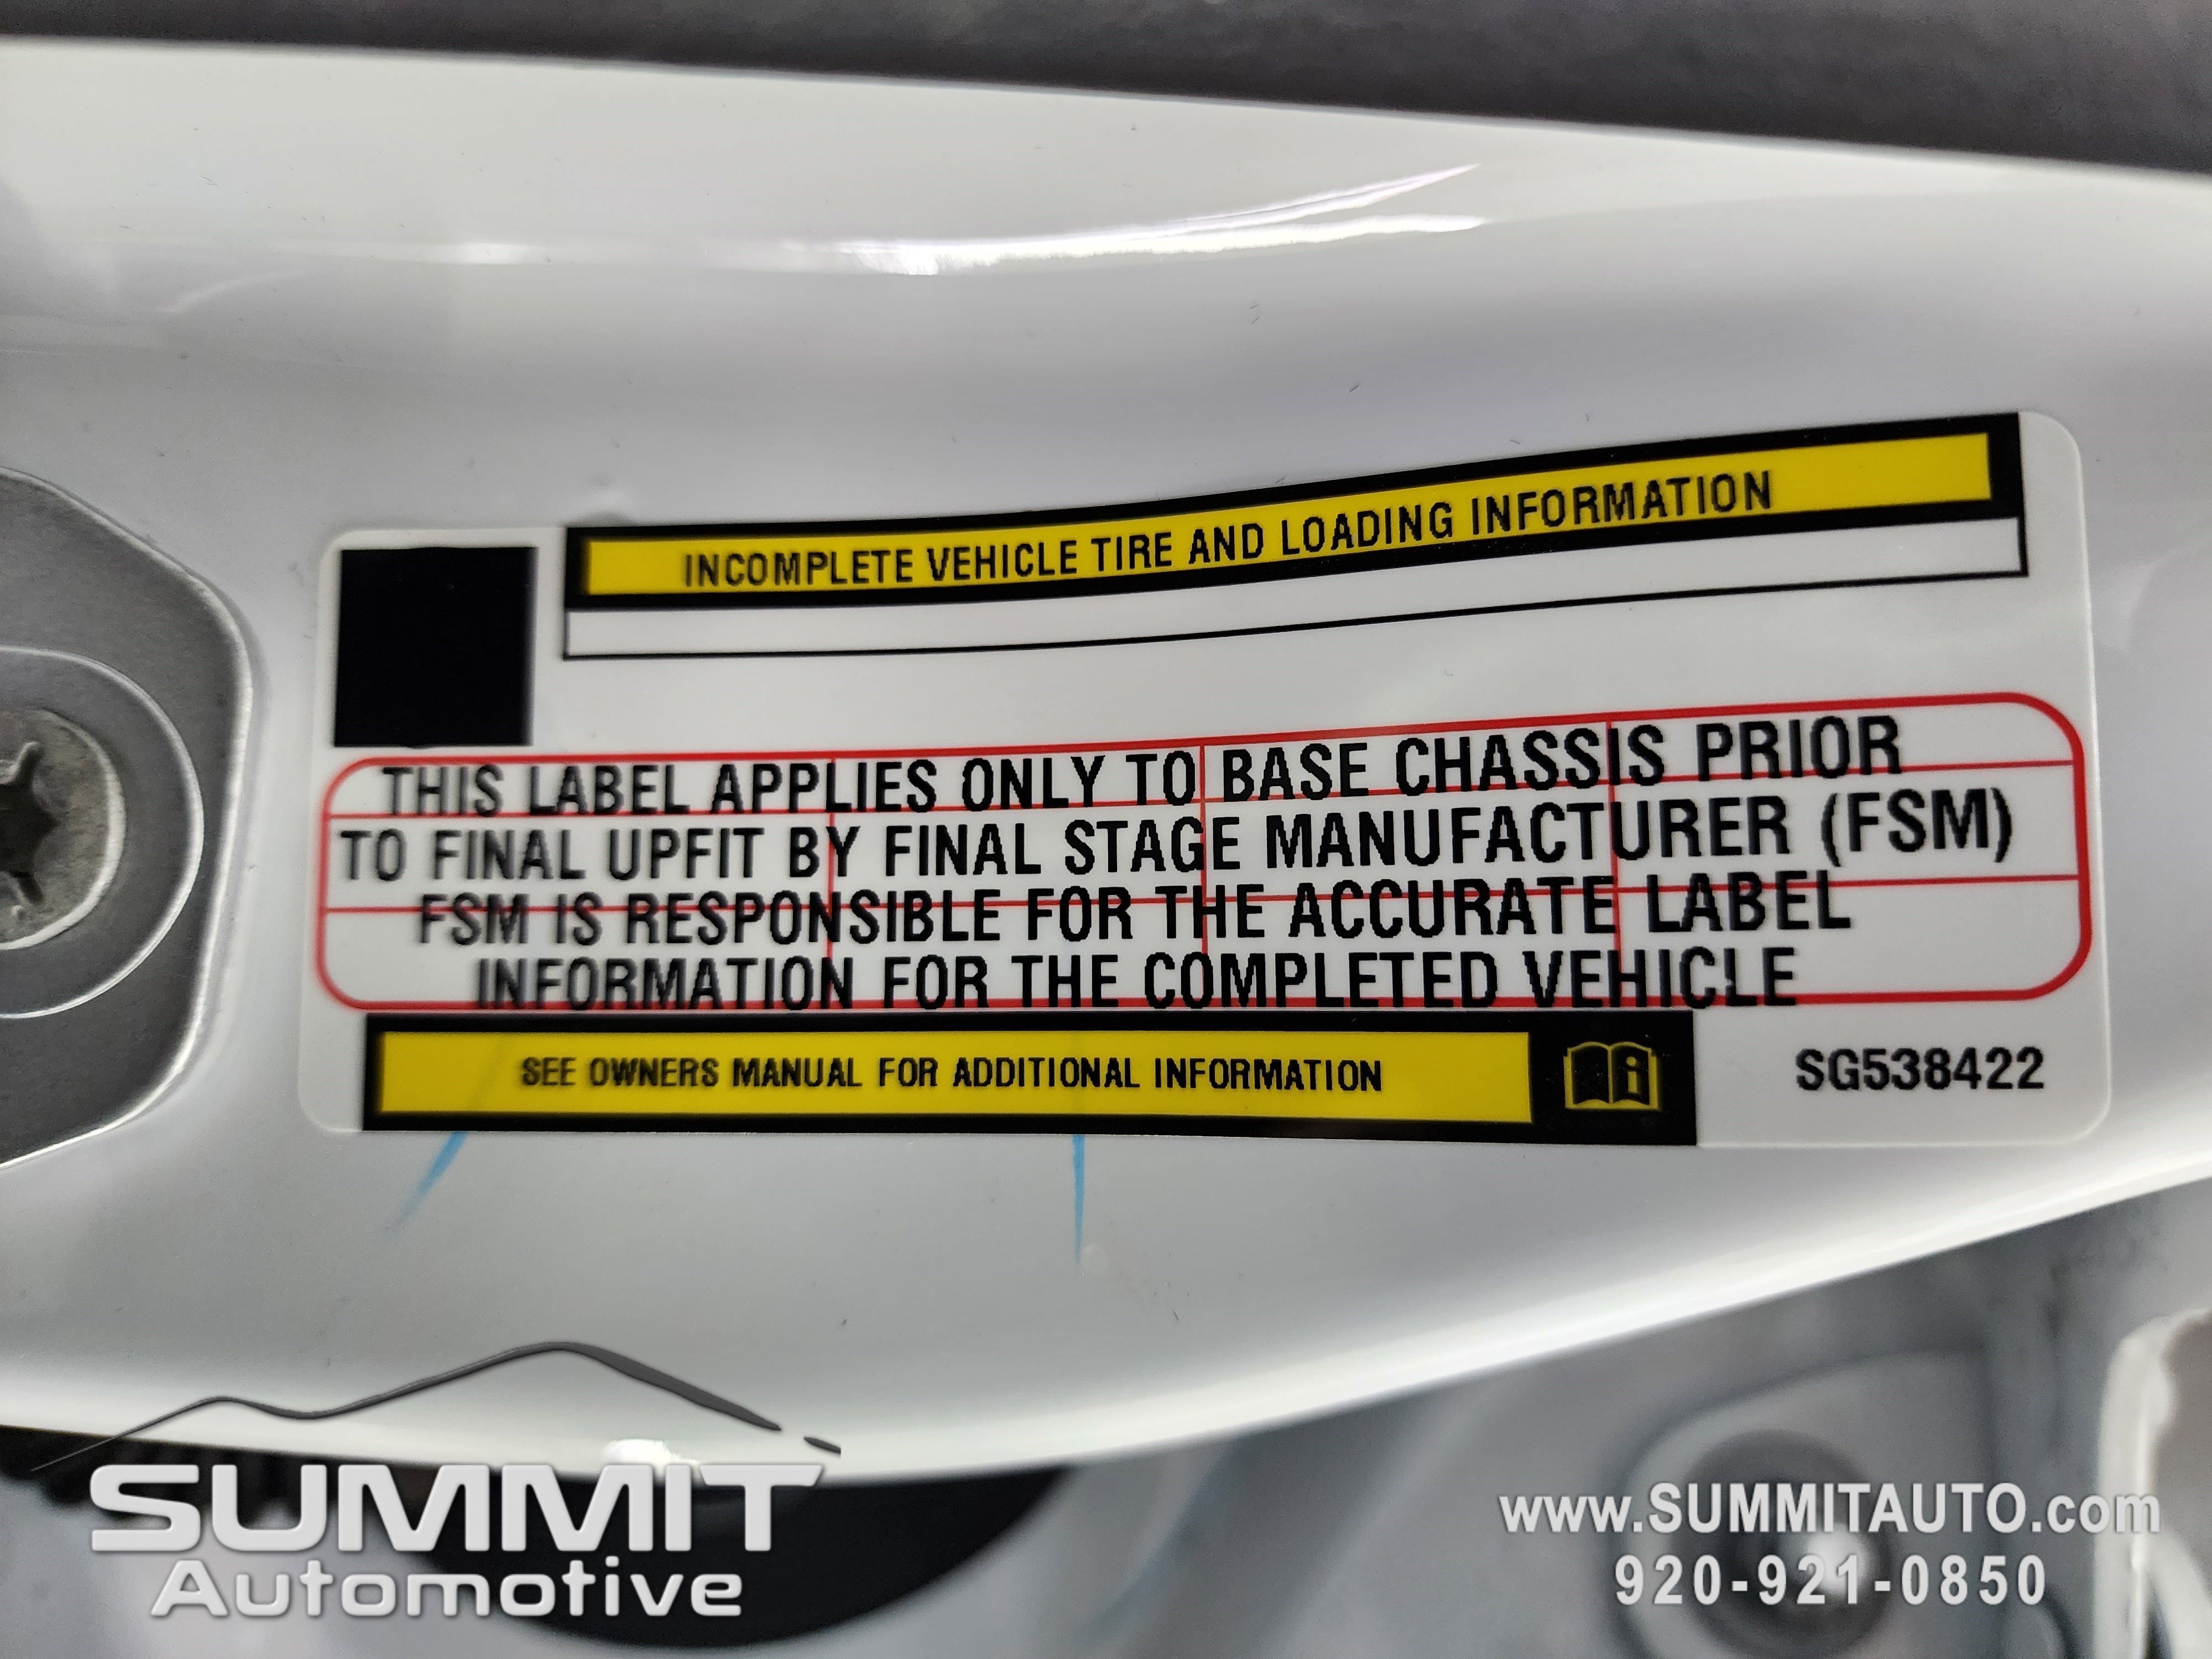 INCOMPLETE VEHICLE TIRE AND LOADING INFORMATION
THIS LABEL APPLIES ONLY TO BASE CHASSIS PRIOR
TO FINAL UPFIT BY FINAL STAGE MANUFACTURER (FSM)
FSM IS RESPONSIBLE FOR THE ACCURATE LABEL
INFORMATION FOR THE COMPLETED VEHICLE
SEE OWNERS MANUAL FOR ADDITIONAL INFORMATION
SG538422
SUMMIT
Automotive
www.SUMMITAUTO.com
920-921-0850